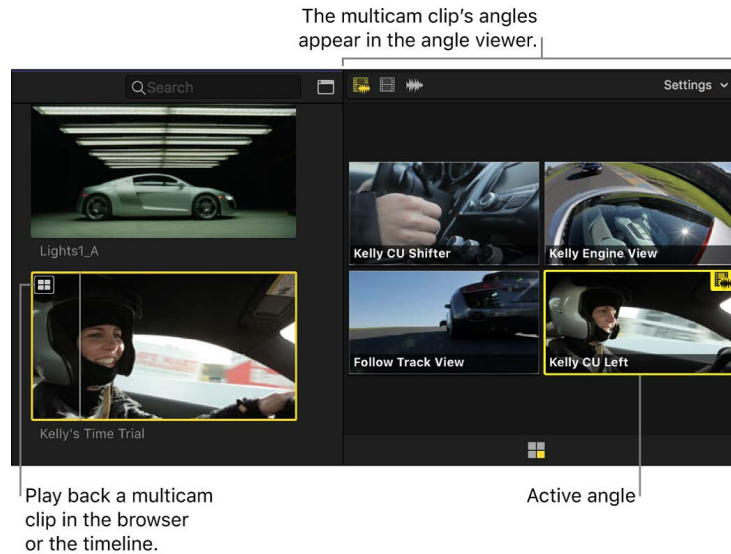 The multicam clip's angles
appear in the angle viewer.
Search
Settings
Lights1_A
Kelly CU Shifter
Kelly Engine View
Follow Track View
Kelly CU Left
Kelly's Time Trial
Play back a multicam
clip in the browser
or the timeline.
Active angle